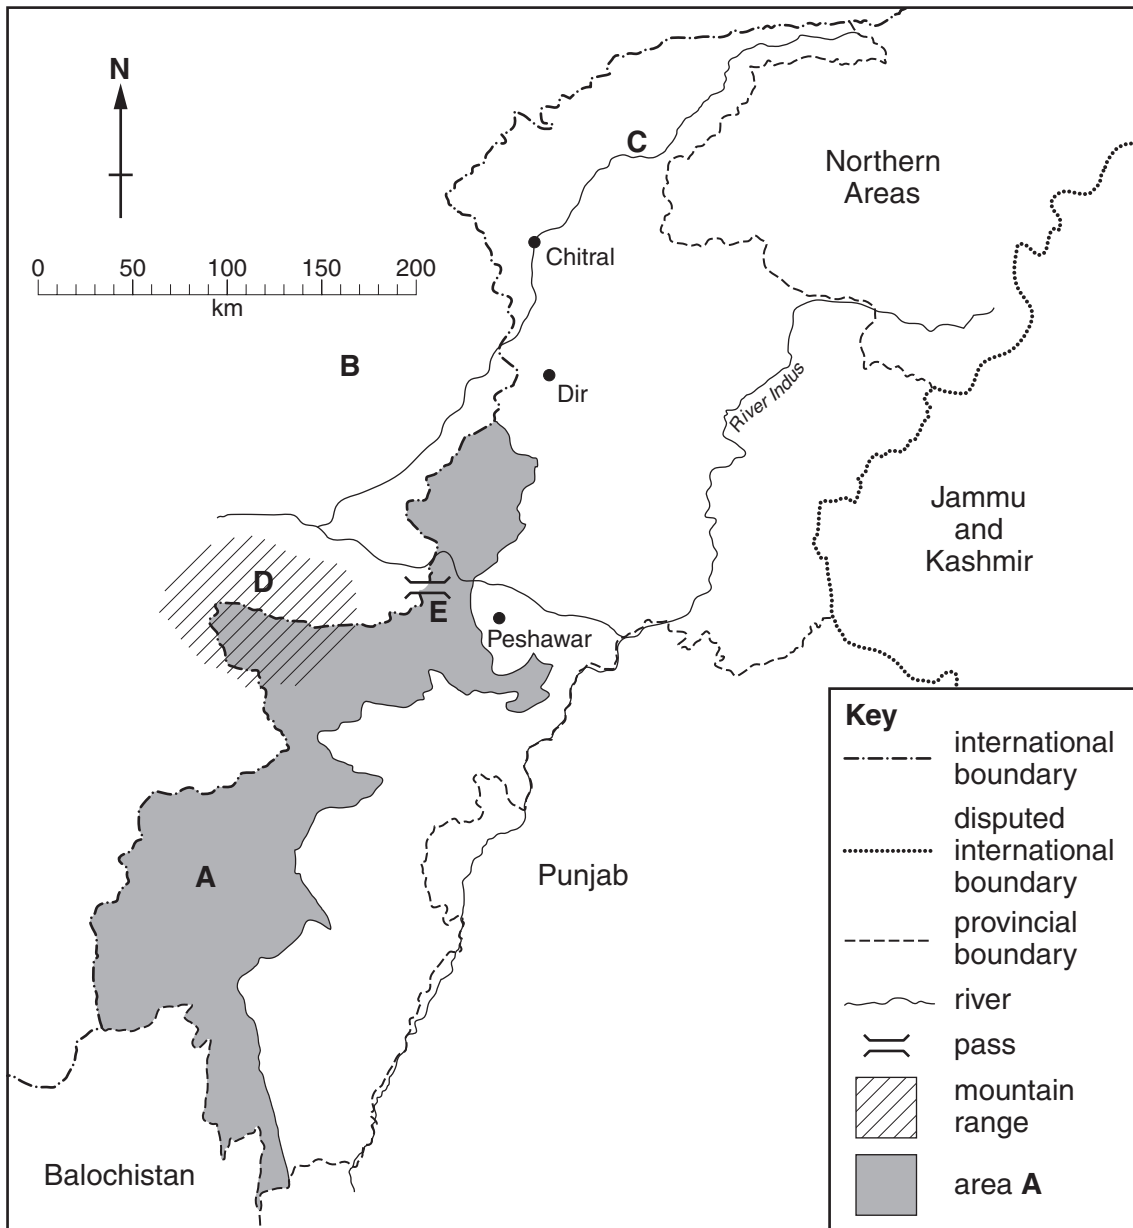 N
C
Northern
Areas
Chitral
0 50 100 150 200
km
B
Dir
River Indus
Jammu
and
Kashmir
D
E
Peshawar
A
Punjab
Balochistan
Key
international
boundary
disputed
international
boundary
provincial
boundary
river
pass
mountain
range
area A